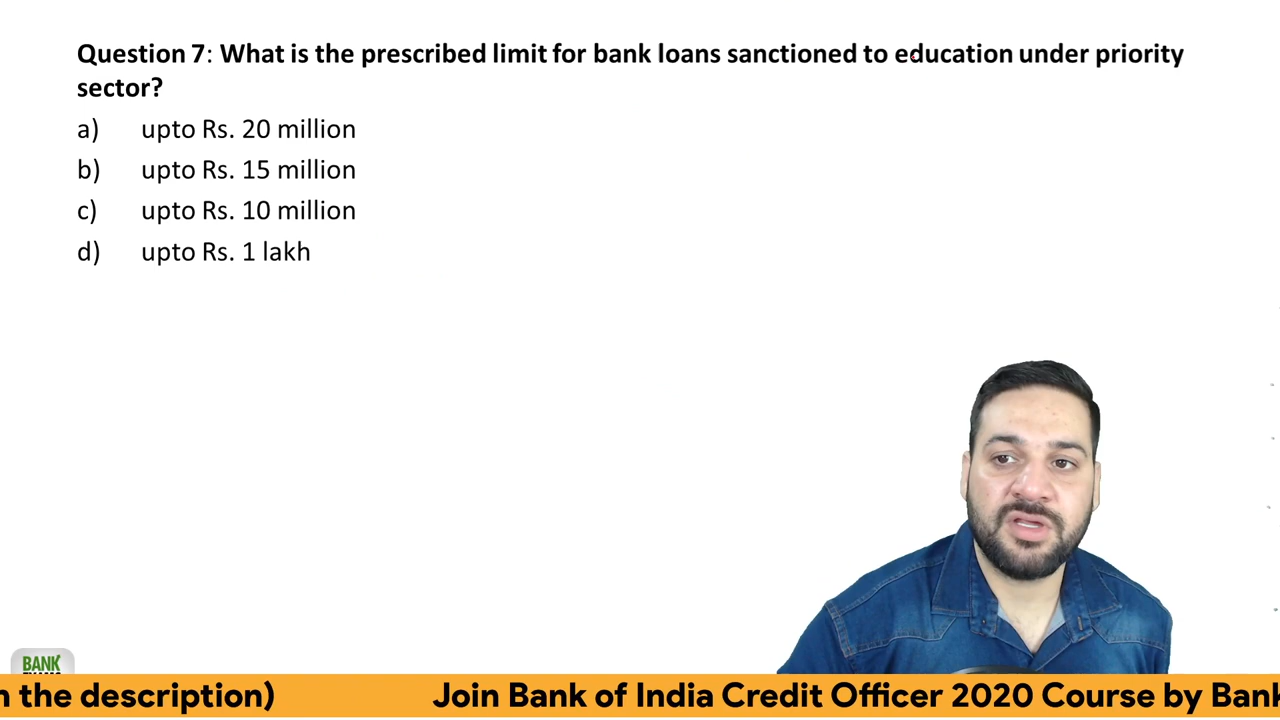 Question 7: What is the prescribed limit for bank loans sanctioned to education under priority
sector?
a) upto Rs. 20 million
b) upto Rs. 15 million
c) upto Rs. 10 million
d) upto Rs. 1 lakh
BANK
n the description) Join Bank of India Credit Officer 2020 Course by Bank